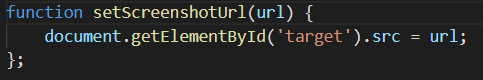 function setScreenshotUrl(url) {
    document.getElementById('target').src = url;
};